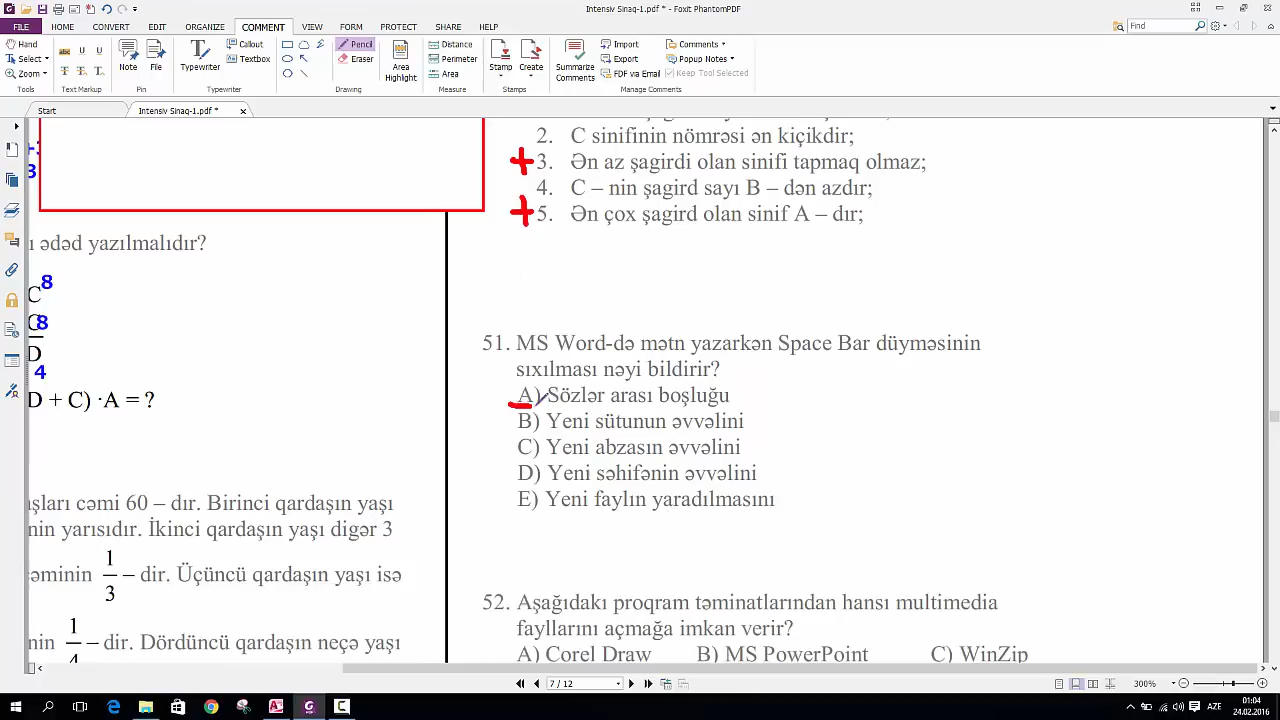 Intensiv Sınaq-1.pdf * - Foxit PhantomPDF
FILE HOME CONVERT EDIT ORGANIZE COMMENT VIEW FORM PROTECT SHARE HELP
Find
Hand
Select
Zoom
Tools
Text Markup
Note
File
Pin
Typewriter
Callout
Textbox
Typewriter
Pencil
Eraser
Area Highlight
Drawing
Distance
Perimeter
Area
Measure
Stamp
Create
Stamps
Summarize Comments
Import
Export
FDF via Email
Comments
Popup Notes
Keep Tool Selected
Manage Comments
Start
Intensiv Sınaq-1.pdf *
+3
3
ı ədəd yazılmalıdır?
C 8
C 8
D
4
D + C) ·A = ?
aşları cəmi 60 – dır. Birinci qardaşın yaşı
nin yarısıdır. İkinci qardaşın yaşı digər 3
cəminin 1/3 – dir. Üçüncü qardaşın yaşı isə
nin 1/4 – dir. Dördüncü qardaşın neçə yaşı
2. C sinifinin nömrəsi ən kiçikdir;
+ 3. Ən az şagirdi olan sinifi tapmaq olmaz;
4. C – nin şagird sayı B – dən azdır;
+ 5. Ən çox şagird olan sinif A – dır;
51. MS Word-də mətn yazarkən Space Bar düyməsinin
sıxılması nəyi bildirir?
A) Sözlər arası boşluğu
B) Yeni sütunun əvvəlini
C) Yeni abzasın əvvəlini
D) Yeni səhifənin əvvəlini
E) Yeni faylın yaradılmasını
52. Aşağıdakı proqram təminatlarından hansı multimedia
fayllarını açmağa imkan verir?
A) Corel Draw B) MS PowerPoint C) WinZip
7 / 12
300%
AZE
01:04
24.02.2016